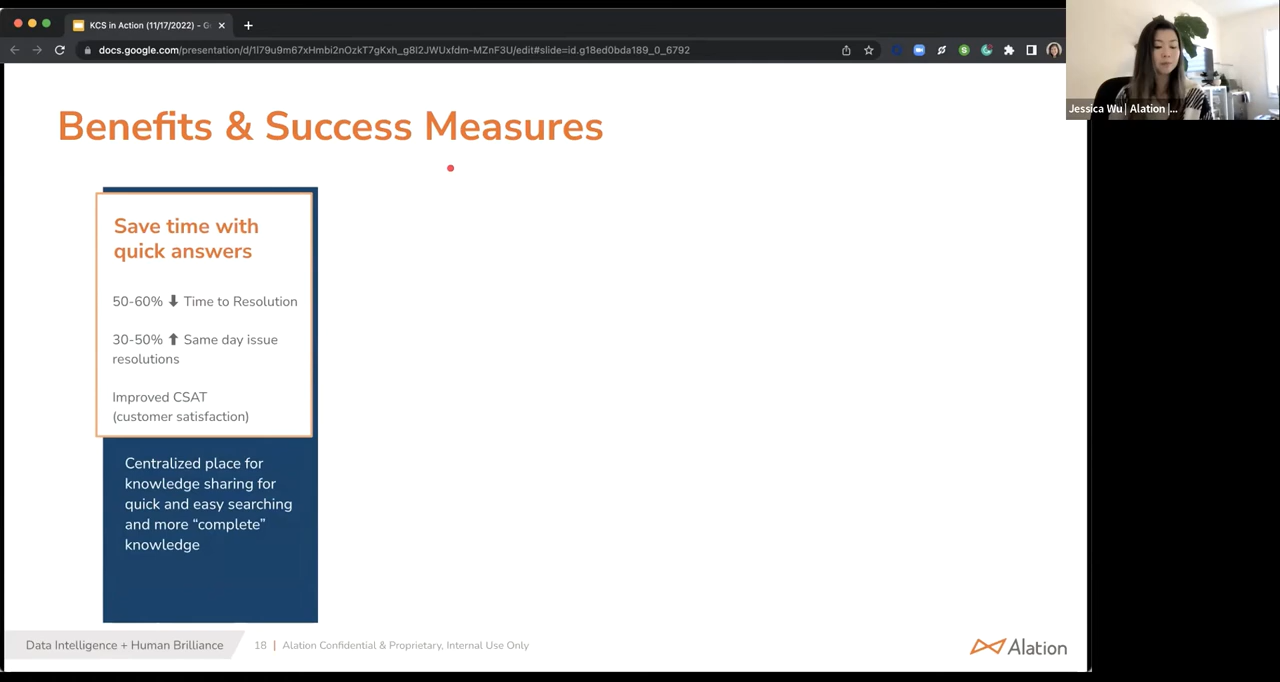 KCS in Action (11/17/2022) - G
docs.google.com/presentation/d/1l79u9m67xHmbi2nOzkT7gKxh_g8l2JWUxfdm-MZnF3U/edit#slide=id.g18ed0bda189_0_6792
Jessica Wu | Alation |...
Benefits & Success Measures
Save time with
quick answers
50-60% ⬇ Time to Resolution
30-50% ⬆ Same day issue
resolutions
Improved CSAT
(customer satisfaction)
Centralized place for
knowledge sharing for
quick and easy searching
and more “complete”
knowledge
Data Intelligence + Human Brilliance
18 | Alation Confidential & Proprietary, Internal Use Only
Alation